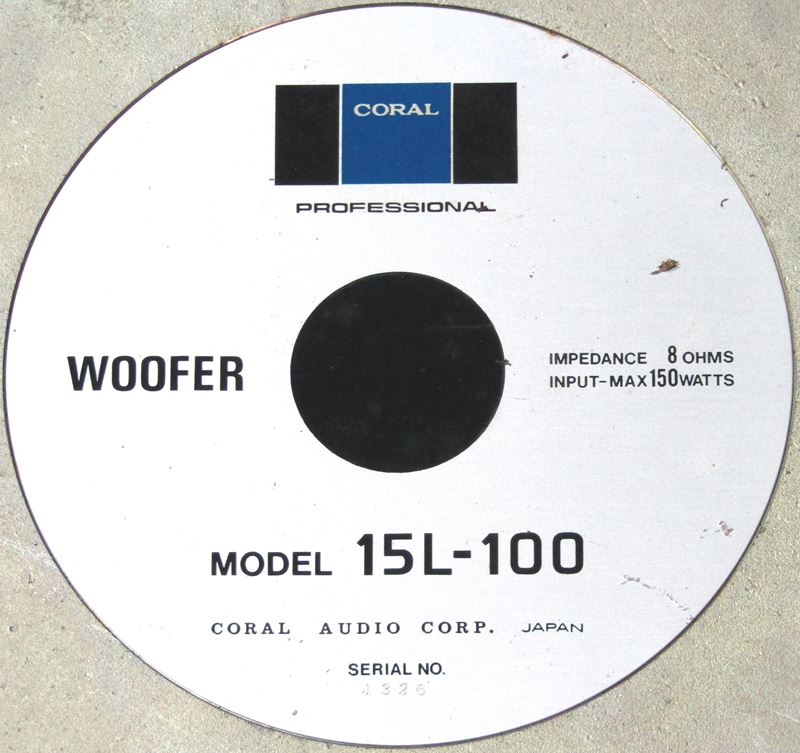 CORAL
PROFESSIONAL
WOOFER
IMPEDANCE 8 OHMS
INPUT-MAX 150 WATTS
MODEL 15L-100
CORAL AUDIO CORP. JAPAN
SERIAL NO.
1326